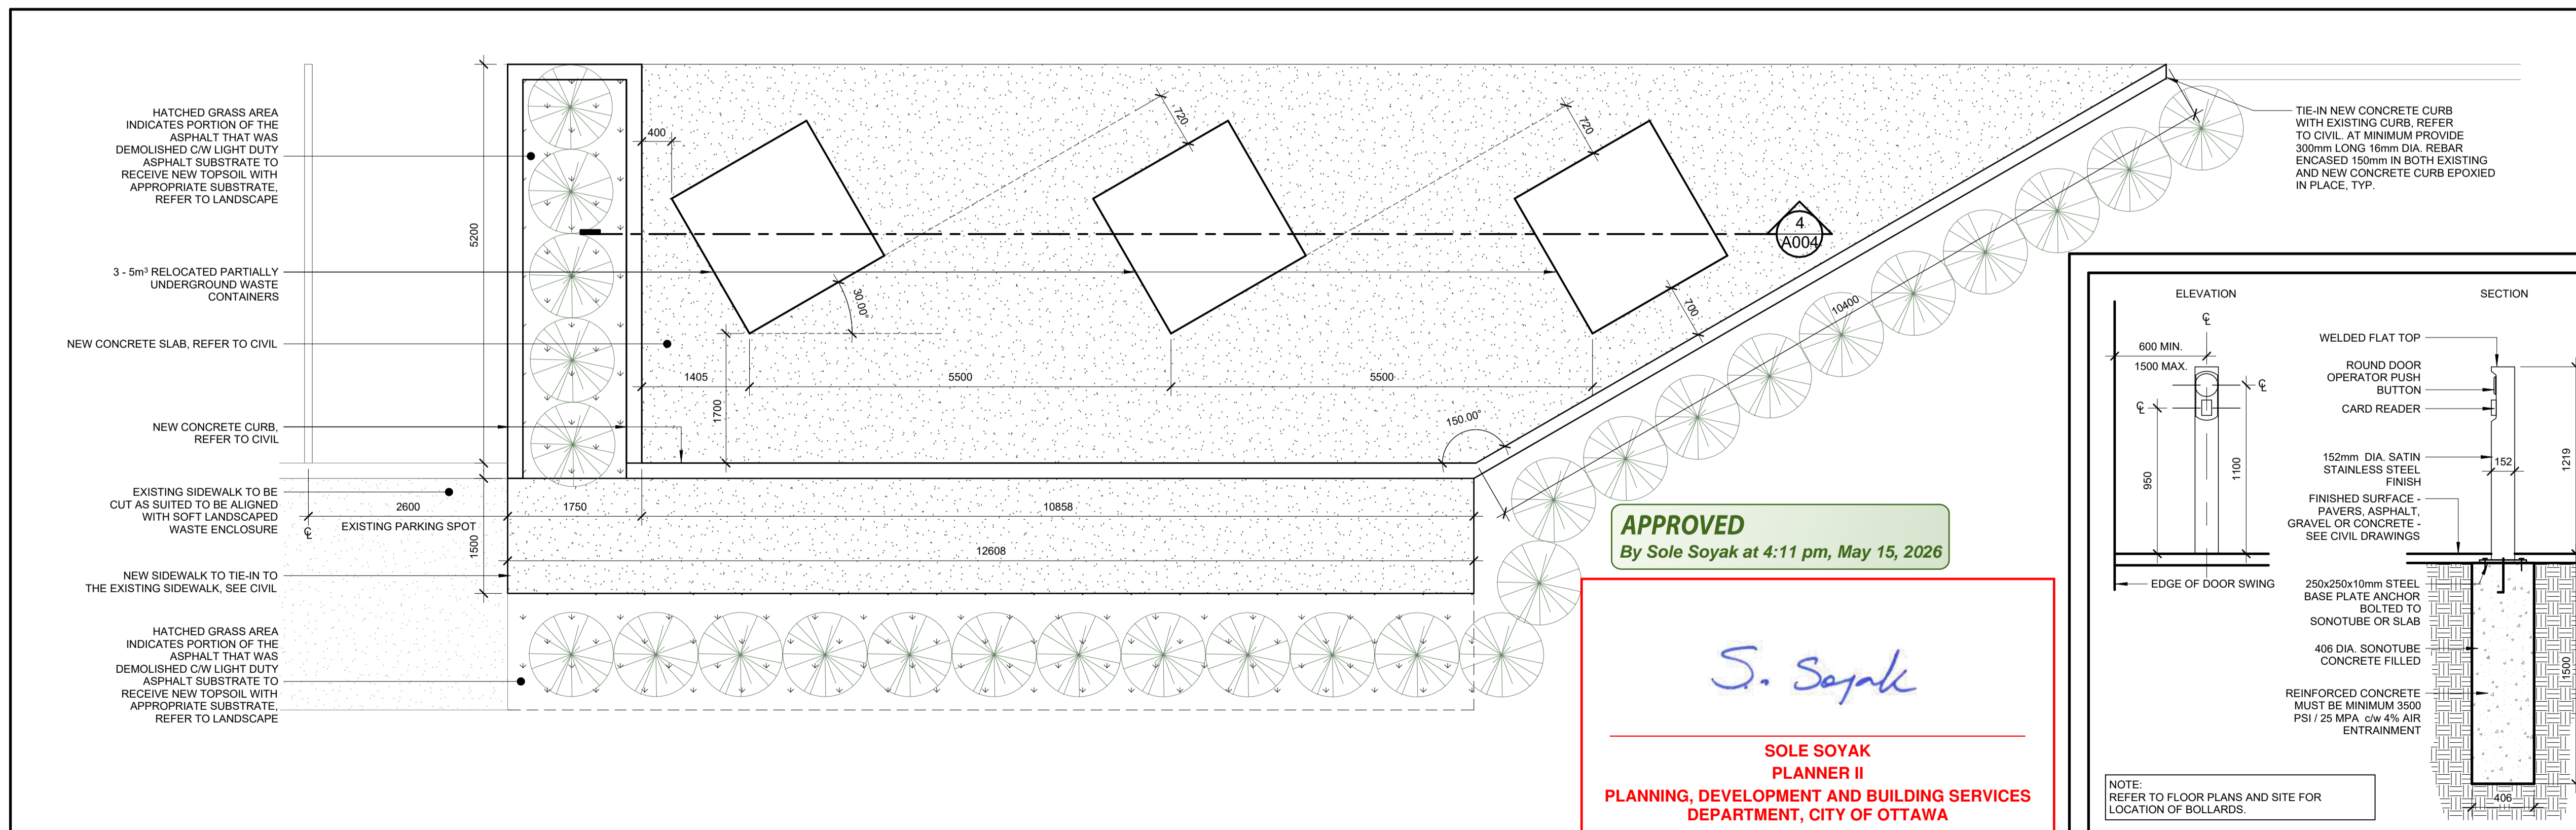 HATCHED GRASS AREA
INDICATES PORTION OF THE
ASPHALT THAT WAS
DEMOLISHED C/W LIGHT DUTY
ASPHALT SUBSTRATE TO
RECEIVE NEW TOPSOIL WITH
APPROPRIATE SUBSTRATE,
REFER TO LANDSCAPE
3 - 5m³ RELOCATED PARTIALLY
UNDERGROUND WASTE
CONTAINERS
NEW CONCRETE SLAB, REFER TO CIVIL
NEW CONCRETE CURB,
REFER TO CIVIL
EXISTING SIDEWALK TO BE
CUT AS SUITED TO BE ALIGNED
WITH SOFT LANDSCAPED
WASTE ENCLOSURE
NEW SIDEWALK TO TIE-IN TO
THE EXISTING SIDEWALK, SEE CIVIL
HATCHED GRASS AREA
INDICATES PORTION OF THE
ASPHALT THAT WAS
DEMOLISHED C/W LIGHT DUTY
ASPHALT SUBSTRATE TO
RECEIVE NEW TOPSOIL WITH
APPROPRIATE SUBSTRATE,
REFER TO LANDSCAPE
5200
1500
400
720
720
700
30.00°
1405
5500
5500
1700
150.00°
10400
4
A004
2600
EXISTING PARKING SPOT
℄
1750
10858
12608
TIE-IN NEW CONCRETE CURB
WITH EXISTING CURB, REFER
TO CIVIL. AT MINIMUM PROVIDE
300mm LONG 16mm DIA. REBAR
ENCASED 150mm IN BOTH EXISTING
AND NEW CONCRETE CURB EPOXIED
IN PLACE, TYP.
APPROVED
By Sole Soyak at 4:11 pm, May 15, 2026
S. Soyak
SOLE SOYAK
PLANNER II
PLANNING, DEVELOPMENT AND BUILDING SERVICES
DEPARTMENT, CITY OF OTTAWA
ELEVATION
℄
600 MIN.
1500 MAX.
℄
℄
950
1100
EDGE OF DOOR SWING
SECTION
WELDED FLAT TOP
ROUND DOOR
OPERATOR PUSH
BUTTON
CARD READER
152mm DIA. SATIN
STAINLESS STEEL
FINISH
152
1219
FINISHED SURFACE -
PAVERS, ASPHALT,
GRAVEL OR CONCRETE -
SEE CIVIL DRAWINGS
250x250x10mm STEEL
BASE PLATE ANCHOR
BOLTED TO
SONOTUBE OR SLAB
406 DIA. SONOTUBE
CONCRETE FILLED
REINFORCED CONCRETE
MUST BE MINIMUM 3500
PSI / 25 MPA c/w 4% AIR
ENTRAINMENT
1500
406
NOTE:
REFER TO FLOOR PLANS AND SITE FOR
LOCATION OF BOLLARDS.